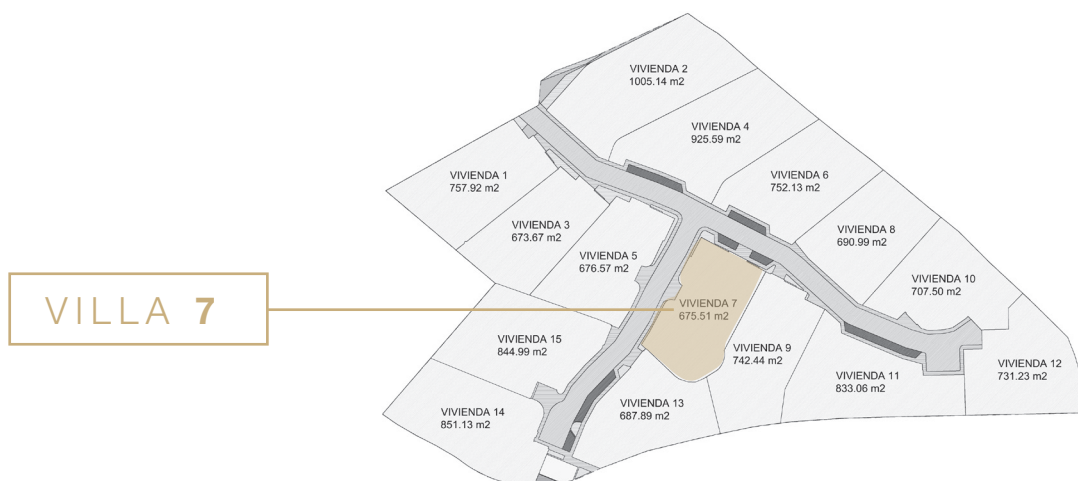 VIVIENDA 2
1005.14 m2
VIVIENDA 4
925.59 m2
VIVIENDA 1
757.92 m2
VIVIENDA 6
752.13 m2
VIVIENDA 3
673.67 m2
VIVIENDA 8
690.99 m2
VIVIENDA 5
676.57 m2
VIVIENDA 10
707.50 m2
VILLA 7
VIVIENDA 7
675.51 m2
VIVIENDA 15
844.99 m2
VIVIENDA 9
742.44 m2
VIVIENDA 12
731.23 m2
VIVIENDA 11
833.06 m2
VIVIENDA 13
687.89 m2
VIVIENDA 14
851.13 m2